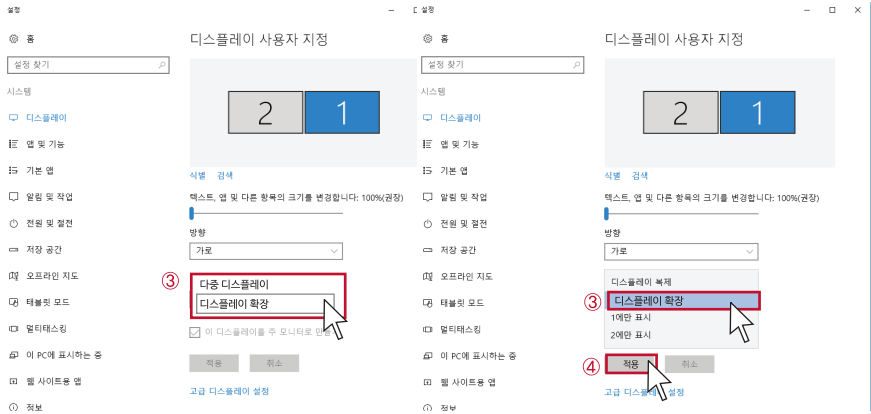 설정
홈
설정 찾기
시스템
디스플레이
앱 및 기능
기본 앱
알림 및 작업
전원 및 절전
저장 공간
오프라인 지도
태블릿 모드
멀티태스킹
이 PC에 표시하는 중
웹 사이트용 앱
정보
디스플레이 사용자 지정
2 1
식별 검색
텍스트, 앱 및 다른 항목의 크기를 변경합니다: 100%(권장)
방향
가로
③ 다중 디스플레이
디스플레이 확장
이 디스플레이를 주 모니터로 만들
적용 취소
고급 디스플레이 설정
설정
홈
설정 찾기
시스템
디스플레이
앱 및 기능
기본 앱
알림 및 작업
전원 및 절전
저장 공간
오프라인 지도
태블릿 모드
멀티태스킹
이 PC에 표시하는 중
웹 사이트용 앱
정보
디스플레이 사용자 지정
2 1
식별 검색
텍스트, 앱 및 다른 항목의 크기를 변경합니다: 100%(권장)
방향
가로
디스플레이 복제
③ 디스플레이 확장
1에만 표시
2에만 표시
④ 적용 취소
고급 디스플레이 설정